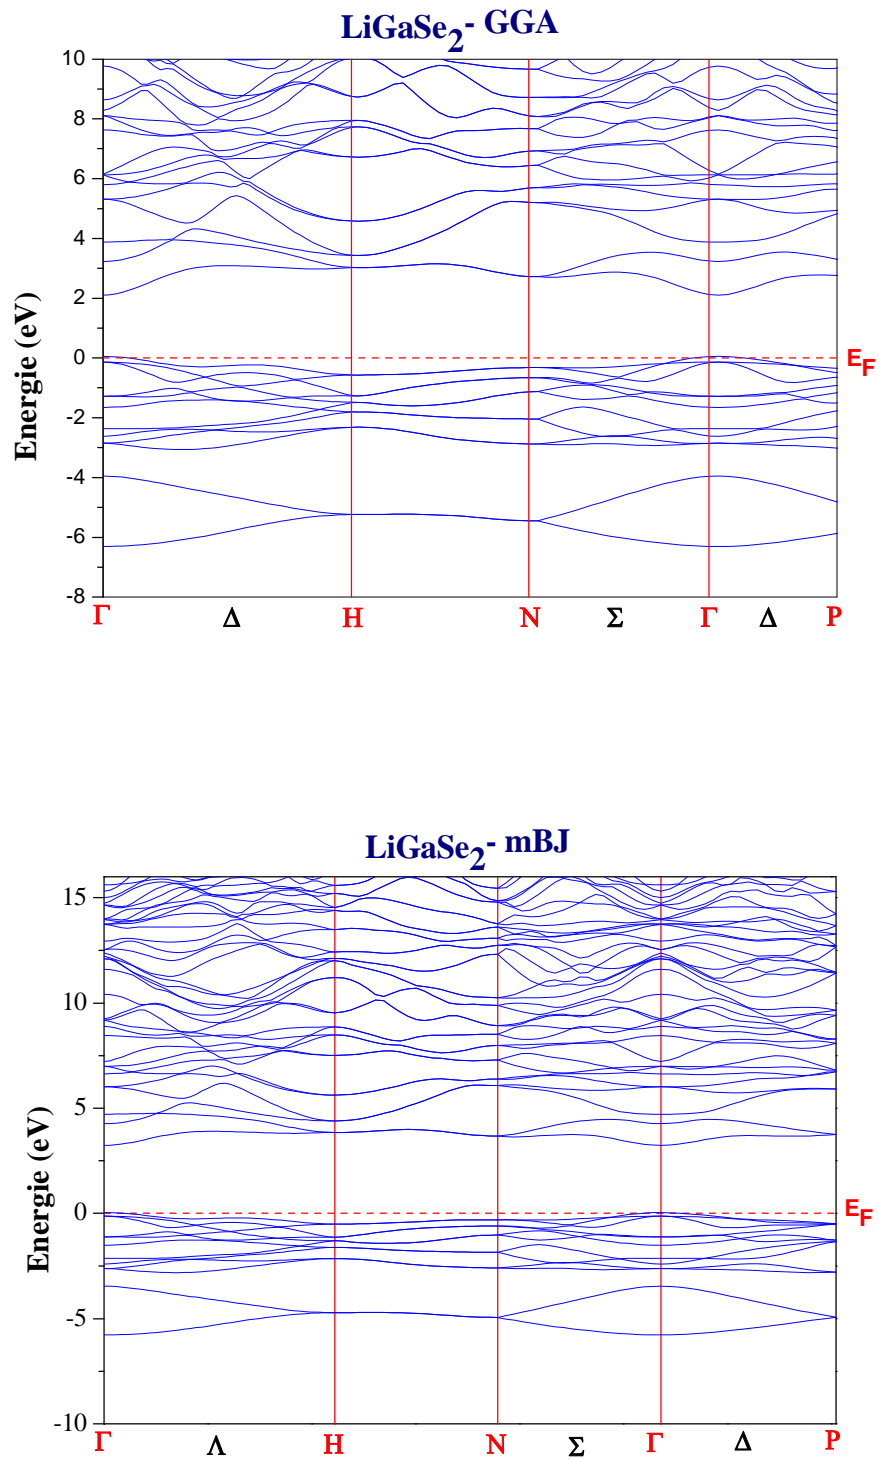 LiGaSe2- GGA
10
8
6
4
2
0
-2
-4
-6
-8
Energie (eV)
EF
Γ Δ H N Σ Γ Δ P
LiGaSe2- mBJ
15
10
5
0
-5
-10
Energie (eV)
EF
Γ Λ H N Σ Γ Δ P